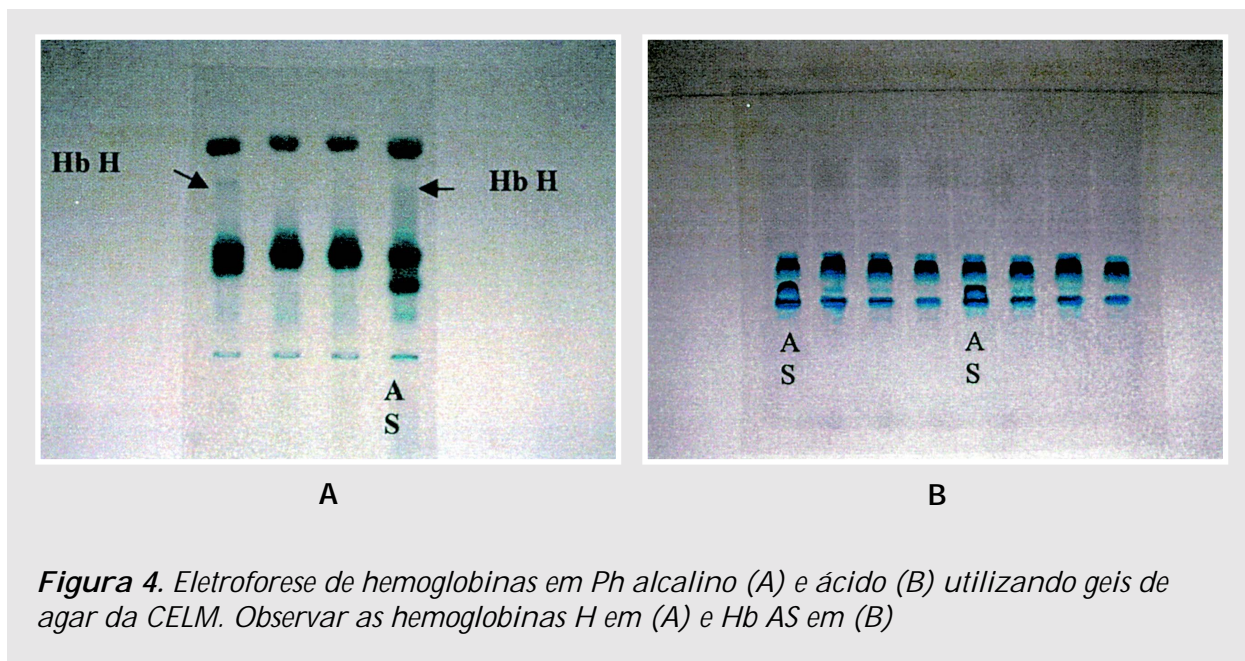 Hb H
Hb H
A
S
A
S
A
S
A
B
Figura 4. Eletroforese de hemoglobinas em Ph alcalino (A) e ácido (B) utilizando geis de
agar da CELM. Observar as hemoglobinas H em (A) e Hb AS em (B)